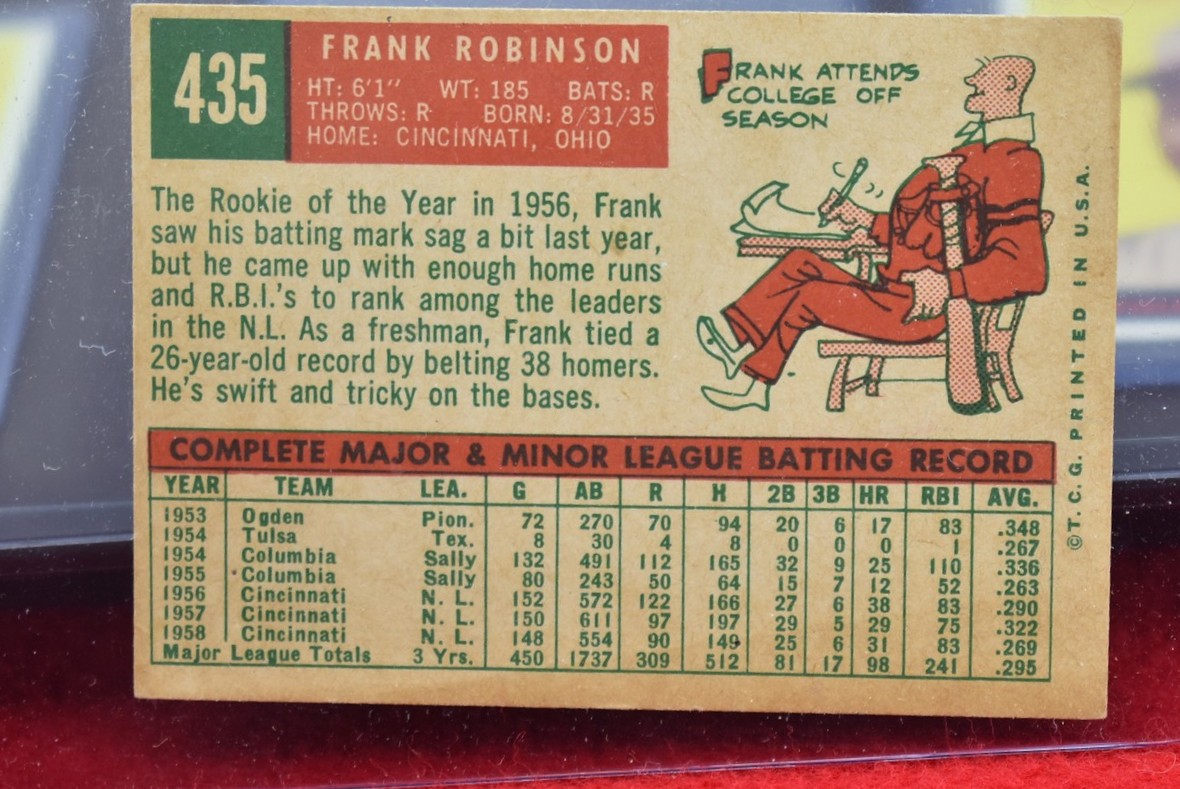 435
FRANK ROBINSON
HT: 6'1" WT: 185 BATS: R
THROWS: R BORN: 8/31/35
HOME: CINCINNATI, OHIO
FRANK ATTENDS
COLLEGE OFF
SEASON
The Rookie of the Year in 1956, Frank
saw his batting mark sag a bit last year,
but he came up with enough home runs
and R.B.I.'s to rank among the leaders
in the N.L. As a freshman, Frank tied a
26-year-old record by belting 38 homers.
He's swift and tricky on the bases.
COMPLETE MAJOR & MINOR LEAGUE BATTING RECORD
YEAR TEAM LEA. G AB R H 2B 3B HR RBI AVG.
1953 Ogden Pion. 72 270 70 94 20 6 17 83 .348
1954 Tulsa Tex. 8 30 4 8 0 0 0 1 .267
1954 Columbia Sally 132 491 112 165 32 9 25 110 .336
1955 Columbia Sally 80 243 50 64 15 7 12 52 .263
1956 Cincinnati N. L. 152 572 122 166 27 6 38 83 .290
1957 Cincinnati N. L. 150 611 97 197 29 5 29 75 .322
1958 Cincinnati N. L. 148 554 90 149 25 6 31 83 .269
Major League Totals 3 Yrs. 450 1737 309 512 81 17 98 241 .295
©T.C.G. PRINTED IN U.S.A.